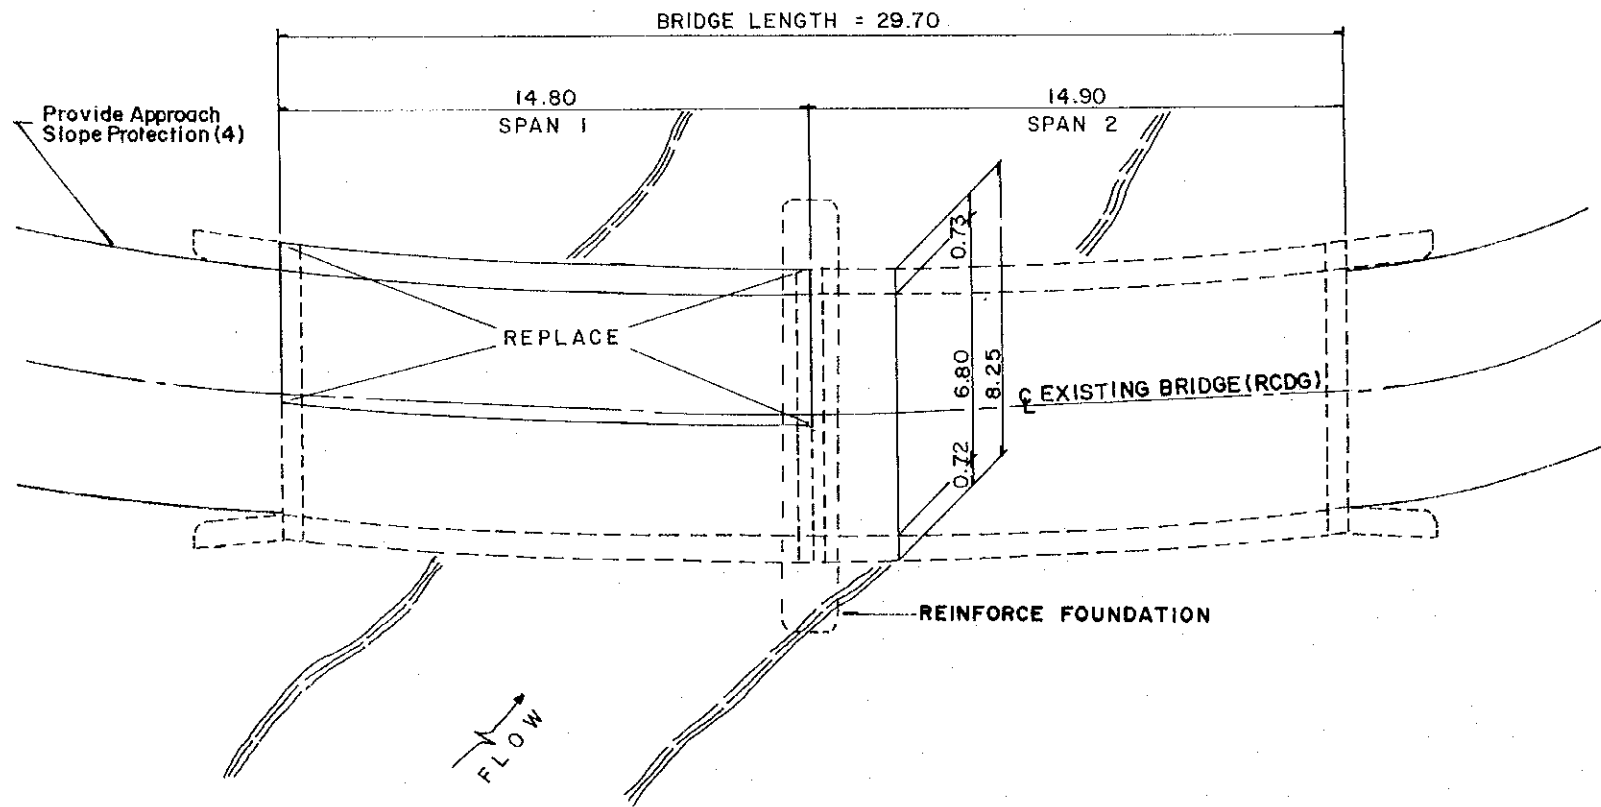 BRIDGE LENGTH = 29.70
14.80
14.90
SPAN 1
SPAN 2
Provide Approach
Slope Protection (4)
0.73
REPLACE
6.80
8.25
℄ EXISTING BRIDGE (RCDG)
0.72
REINFORCE FOUNDATION
FLOW